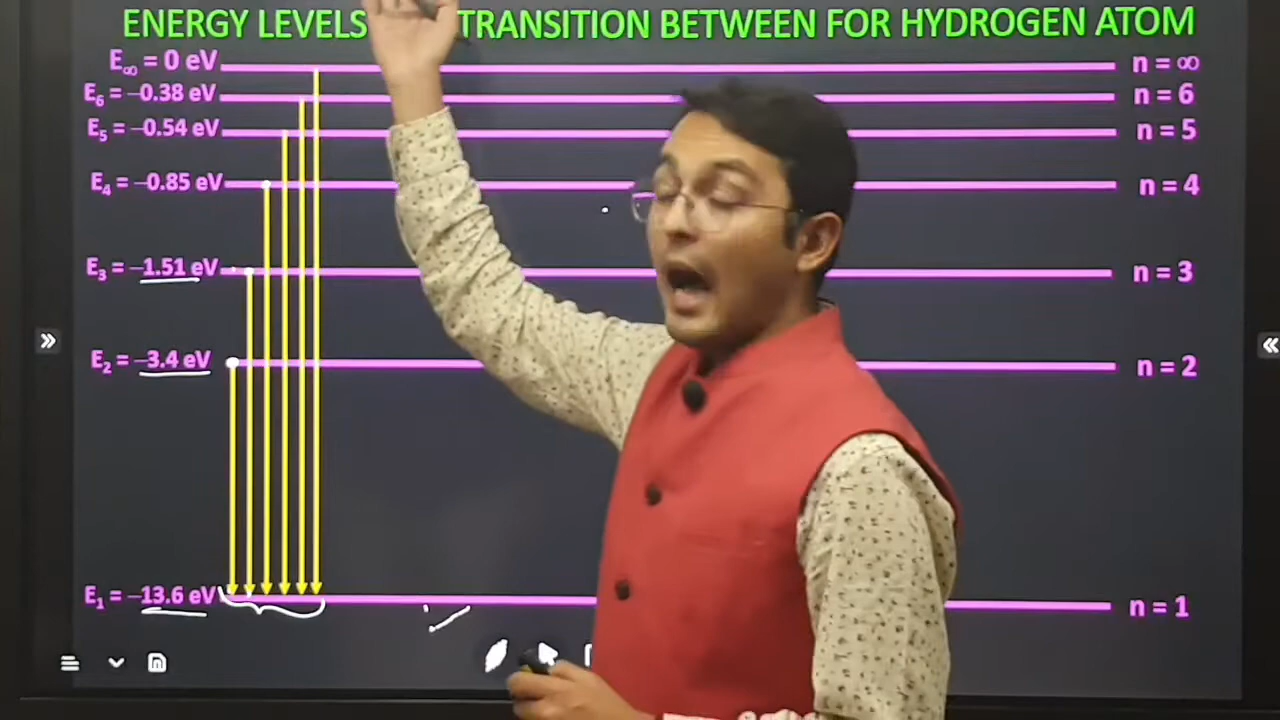 ENERGY LEVELS TRANSITION BETWEEN FOR HYDROGEN ATOM
E∞ = 0 eV n = ∞
E₆ = −0.38 eV n = 6
E₅ = −0.54 eV n = 5
E₄ = −0.85 eV n = 4
E₃ = −1.51 eV n = 3
E₂ = −3.4 eV n = 2
E₁ = −13.6 eV n = 1